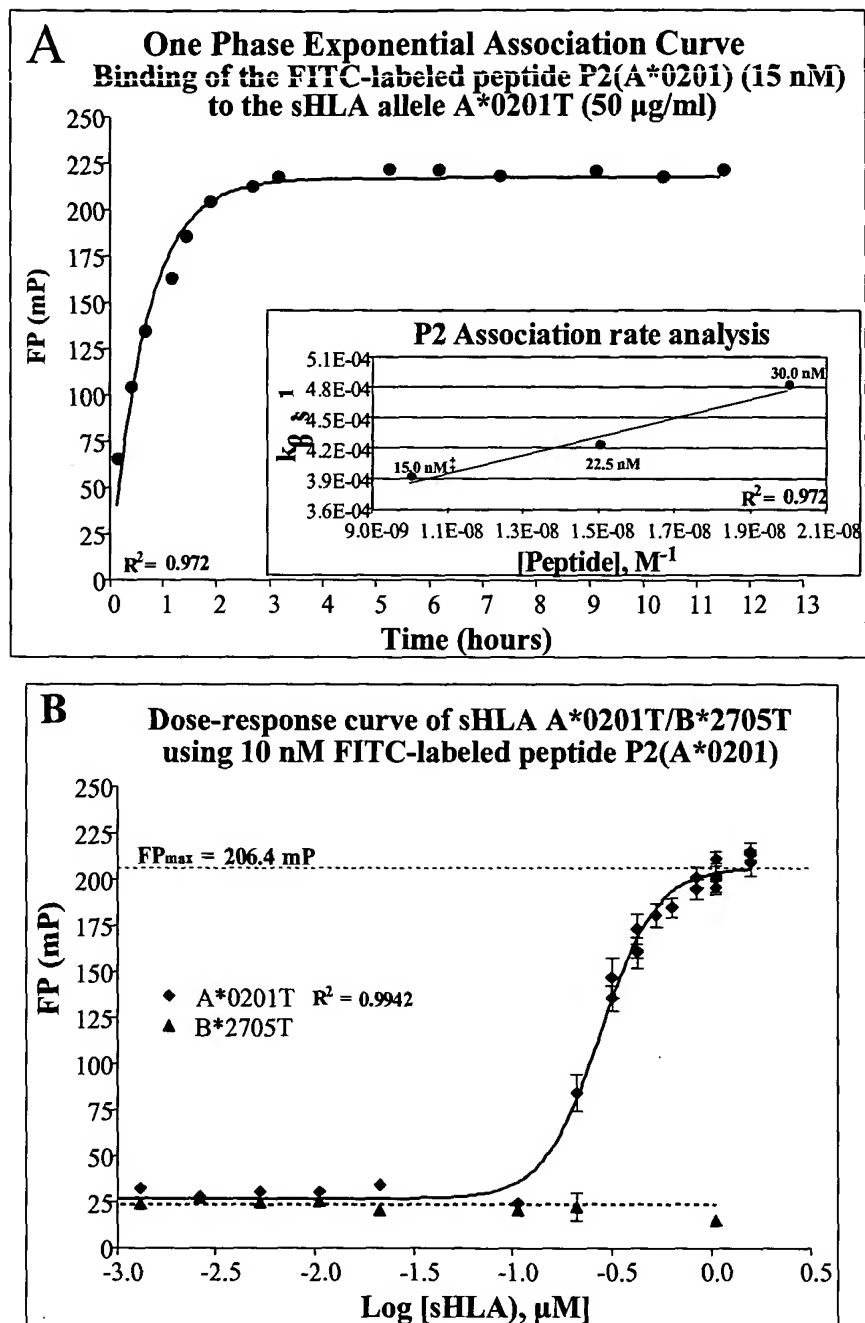 A
One Phase Exponential Association Curve
Binding of the FITC-labeled peptide P2(A*0201) (15 nM)
to the sHLA allele A*0201T (50 µg/ml)
250
225
200
175
150
125
100
75
50
25
0
FP (mP)
R²= 0.972
0 1 2 3 4 5 6 7 8 9 10 11 12 13
Time (hours)
P2 Association rate analysis
5.1E-04
4.8E-04
4.5E-04
4.2E-04
3.9E-04
3.6E-04
30.0 nM
15.0 nM
22.5 nM
R² = 0.972
9.0E-09 1.1E-08 1.3E-08 1.5E-08 1.7E-08 1.9E-08 2.1E-08
[Peptide], M⁻¹
B
Dose-response curve of sHLA A*0201T/B*2705T
using 10 nM FITC-labeled peptide P2(A*0201)
250
225
200
175
150
125
100
75
50
25
0
FP (mP)
FPmax = 206.4 mP
A*0201T R² = 0.9942
B*2705T
-3.0 -2.5 -2.0 -1.5 -1.0 -0.5 0.0 0.5
Log [sHLA), µM]